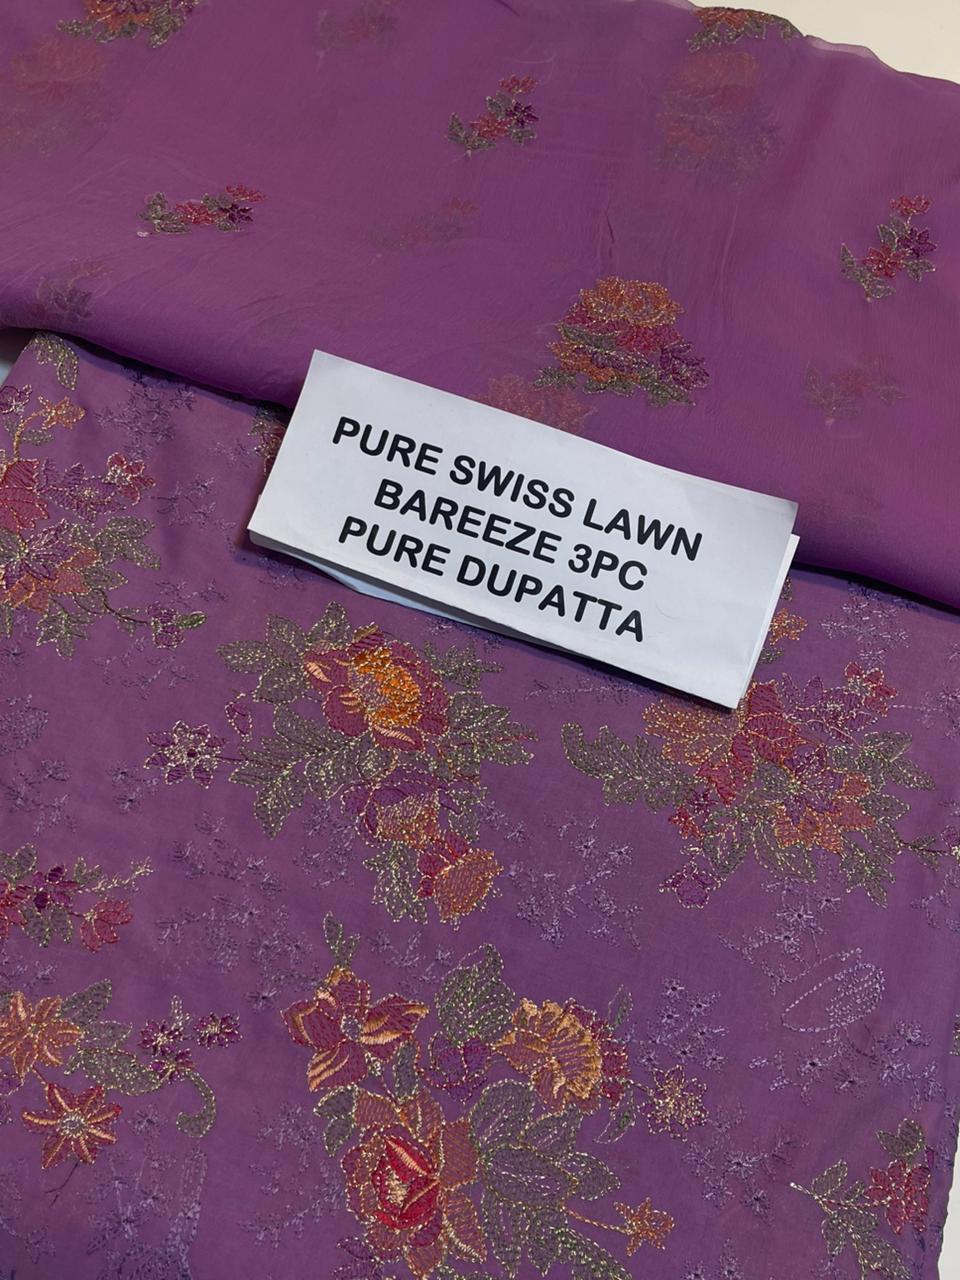 PURE SWISS LAWN
BAREEZE 3PC
PURE DUPATTA